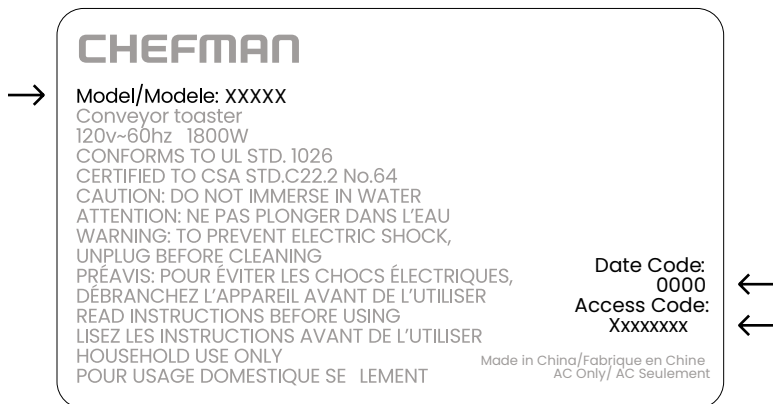 CHEFMAN
Model/Modele: XXXXX
Conveyor toaster
120v~60hz 1800W
CONFORMS TO UL STD. 1026
CERTIFIED TO CSA STD.C22.2 No.64
CAUTION: DO NOT IMMERSE IN WATER
ATTENTION: NE PAS PLONGER DANS L'EAU
WARNING: TO PREVENT ELECTRIC SHOCK,
UNPLUG BEFORE CLEANING
PRÉAVIS: POUR ÉVITER LES CHOCS ÉLECTRIQUES,
DÉBRANCHEZ L'APPAREIL AVANT DE L'UTILISER
READ INSTRUCTIONS BEFORE USING
LISEZ LES INSTRUCTIONS AVANT DE L'UTILISER
HOUSEHOLD USE ONLY
POUR USAGE DOMESTIQUE SE LEMENT
Date Code:
0000
Access Code:
Xxxxxxxx
Made in China/Fabrique en Chine
AC Only/ AC Seulement